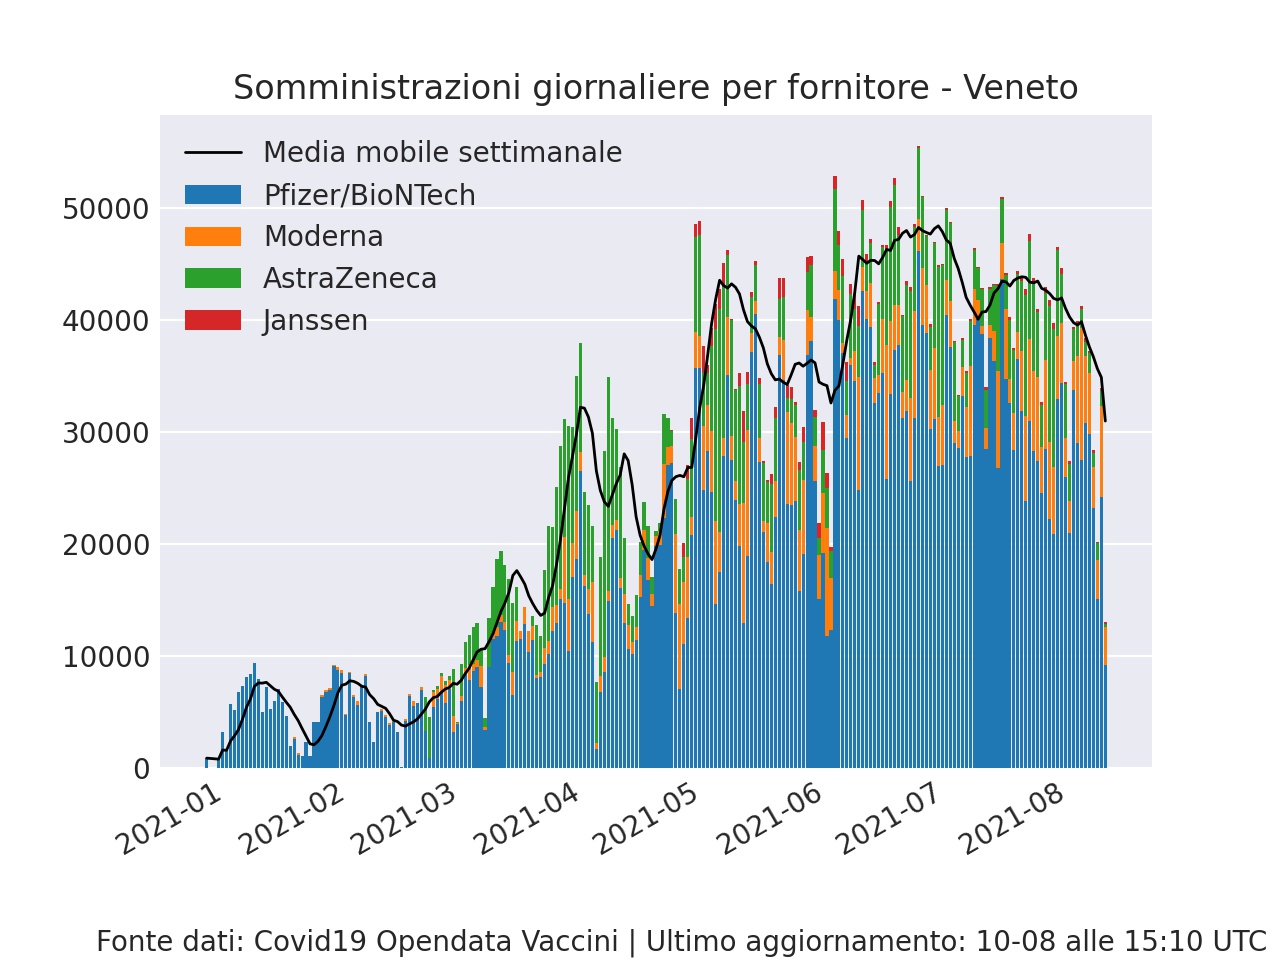 Somministrazioni giornaliere per fornitore - Veneto
Media mobile settimanale
Pfizer/BioNTech
Moderna
AstraZeneca
Janssen
50000
40000
30000
20000
10000
0
2021-01
2021-02
2021-03
2021-04
2021-05
2021-06
2021-07
2021-08
Fonte dati: Covid19 Opendata Vaccini | Ultimo aggiornamento: 10-08 alle 15:10 UTC